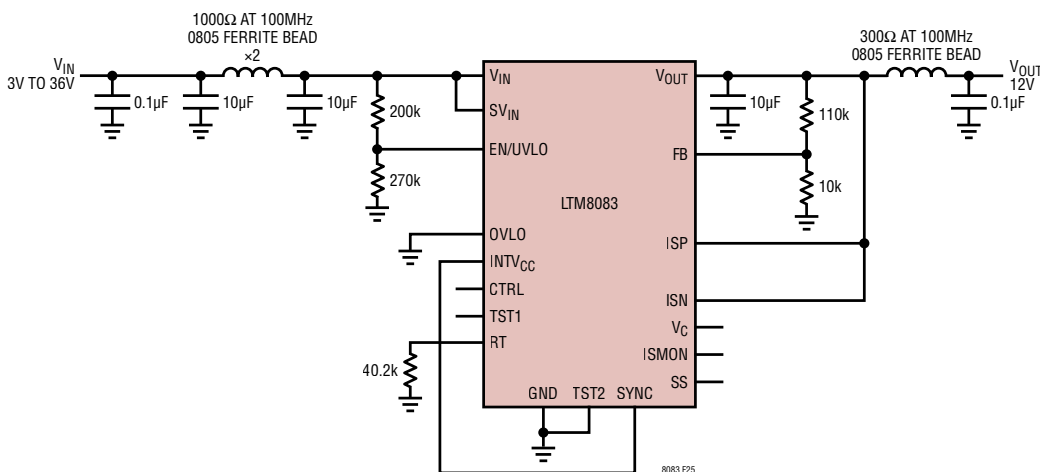 1000Ω AT 100MHz
0805 FERRITE BEAD
×2
300Ω AT 100MHz
0805 FERRITE BEAD
VIN
3V TO 36V
0.1µF
10µF
10µF
200k
270k
VIN
SVIN
EN/UVLO
OVLO
INTVCC
CTRL
TST1
RT
40.2k
LTM8083
GND
TST2
SYNC
VOUT
FB
ISP
ISN
VC
ISMON
SS
10µF
110k
10k
0.1µF
VOUT
12V
8083 F25